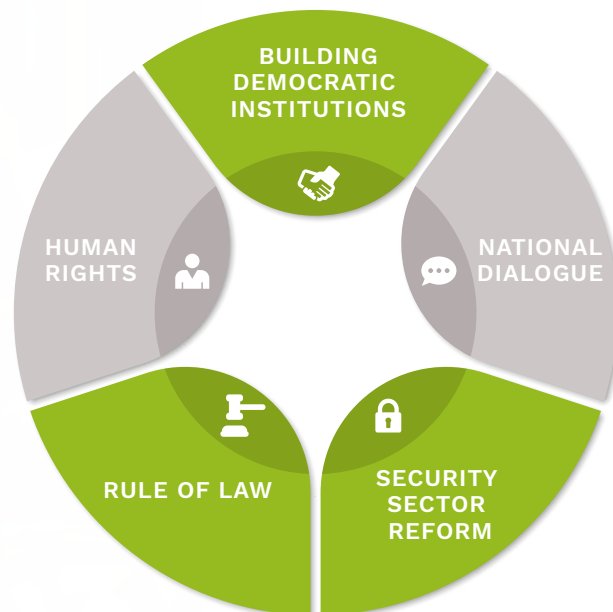 BUILDING
DEMOCRATIC
INSTITUTIONS
HUMAN
RIGHTS
NATIONAL
DIALOGUE
RULE OF LAW
SECURITY
SECTOR
REFORM